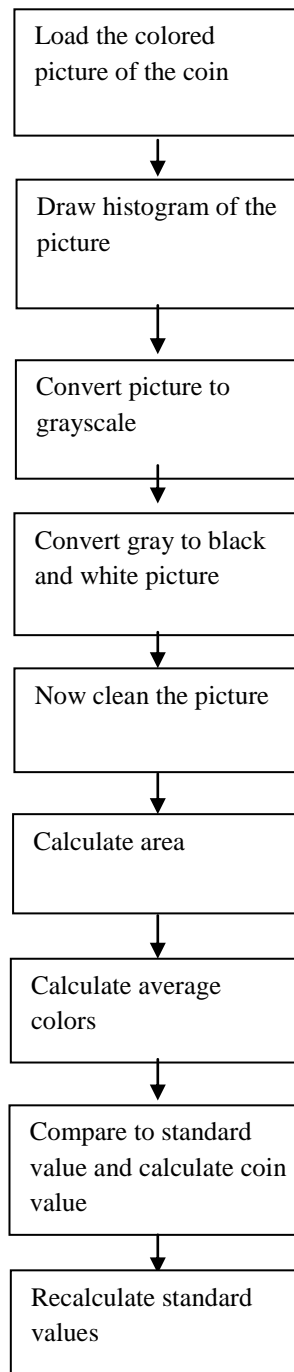 Load the colored
picture of the coin
Draw histogram of the
picture
Convert picture to
grayscale
Convert gray to black
and white picture
Now clean the picture
Calculate area
Calculate average
colors
Compare to standard
value and calculate coin
value
Recalculate standard
values